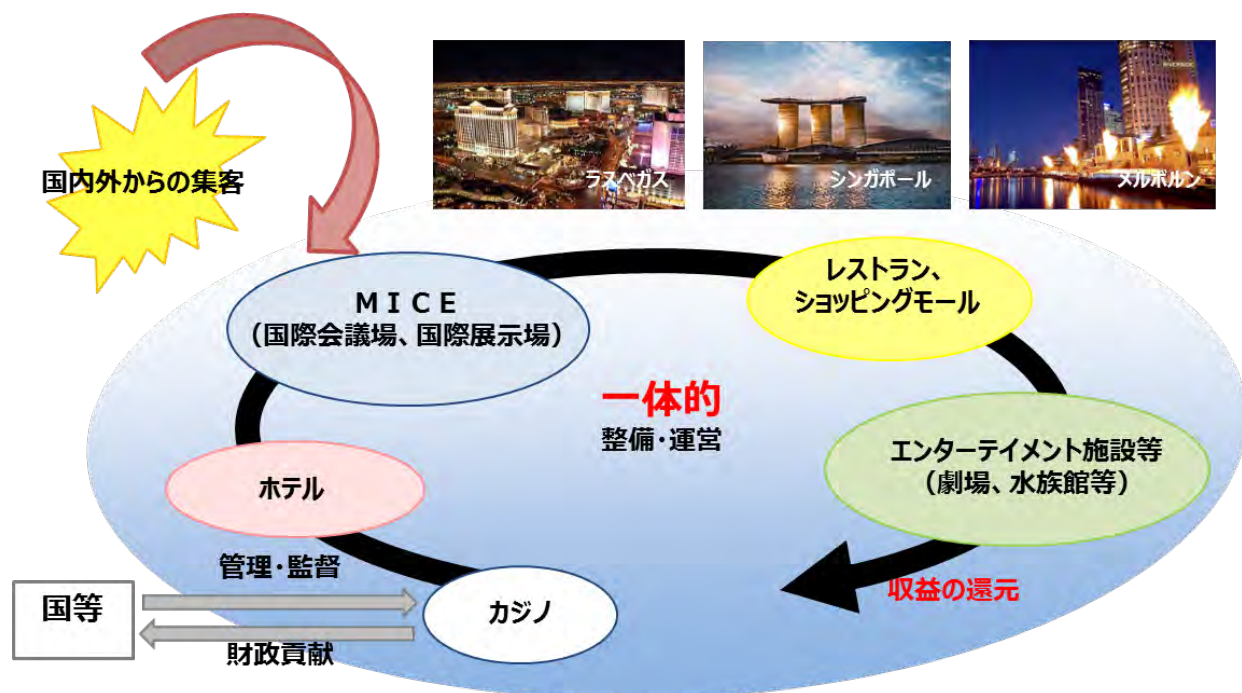 国内外からの集客
ラスベガス
シンガポール
メルボルン
ＭＩＣＥ
（国際会議場、国際展示場）
レストラン、
ショッピングモール
一体的
整備・運営
エンターテイメント施設等
（劇場、水族館等）
ホテル
管理・監督
国等
カジノ
収益の還元
財政貢献